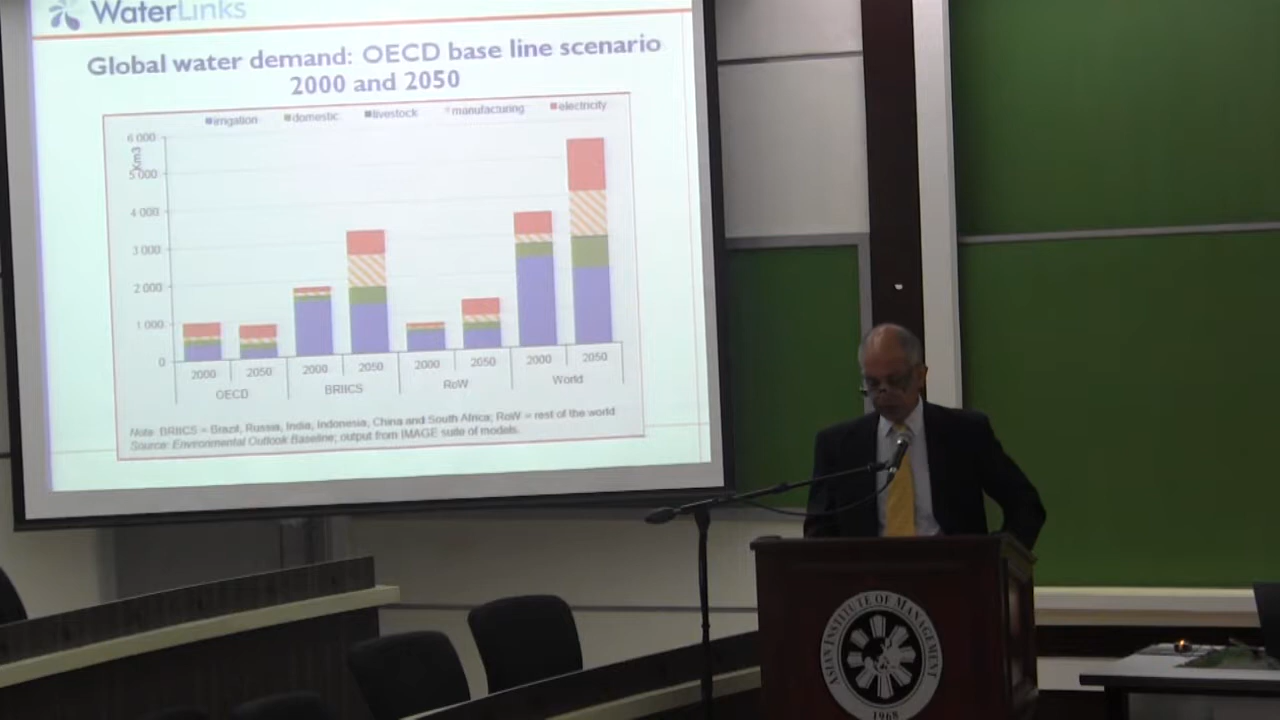 WaterLinks
Global water demand: OECD base line scenario
2000 and 2050
irrigation domestic livestock manufacturing electricity
Km3
6 000
5 000
4 000
3 000
2 000
1 000
0
2000 2050 2000 2050 2000 2050 2000 2050
OECD BRIICS RoW World
Note: BRIICS = Brazil, Russia, India, Indonesia, China and South Africa; RoW = rest of the world
Source: Environmental Outlook Baseline; output from IMAGE suite of models.
ASIAN INSTITUTE OF MANAGEMENT
1968